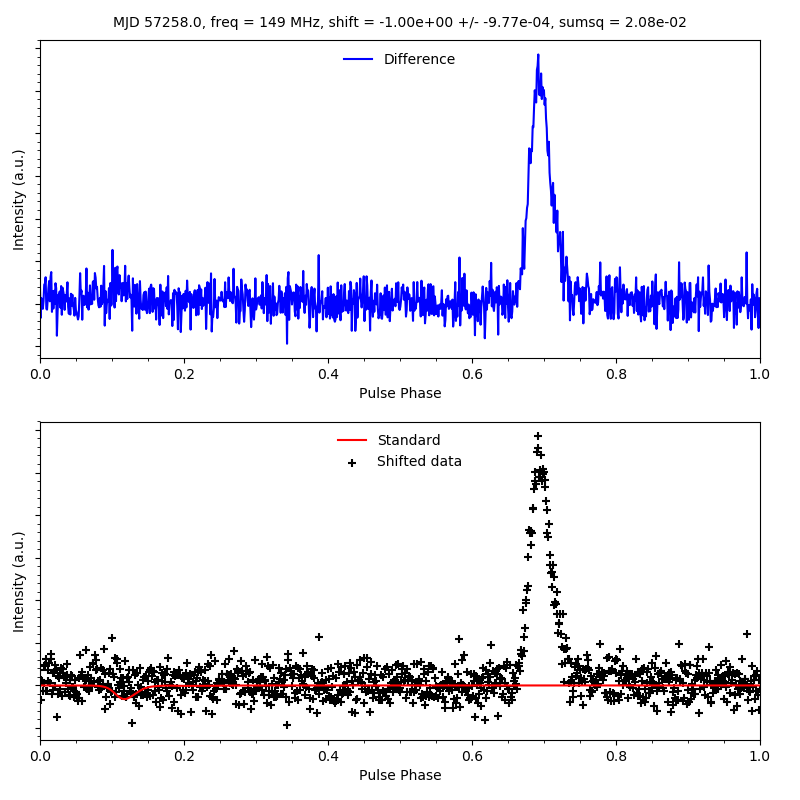 MJD 57258.0, freq = 149 MHz, shift = -1.00e+00 +/- -9.77e-04, sumsq = 2.08e-02
Difference
Intensity (a.u.)
0.0 0.2 0.4 0.6 0.8 1.0
Pulse Phase
Standard
Shifted data
Intensity (a.u.)
0.0 0.2 0.4 0.6 0.8 1.0
Pulse Phase